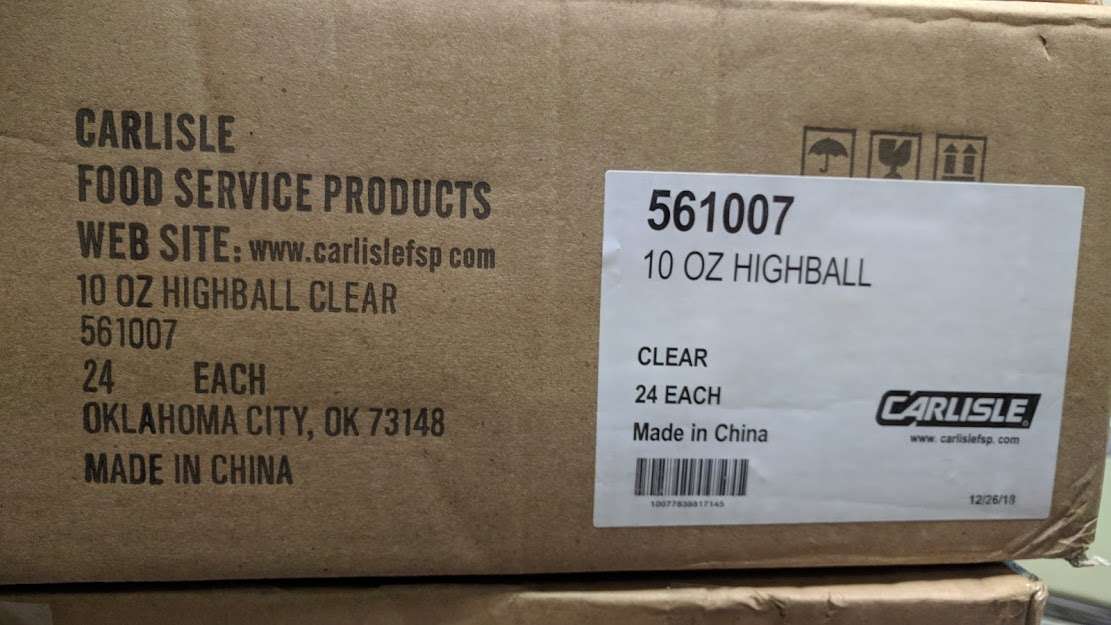 CARLISLE
FOOD SERVICE PRODUCTS
WEB SITE: www.carlislefsp com
10 OZ HIGHBALL CLEAR
561007
24 EACH
OKLAHOMA CITY, OK 73148
MADE IN CHINA
561007
10 OZ HIGHBALL
CLEAR
24 EACH
Made in China
CARLISLE
www. carlislefsp. com
12/26/18